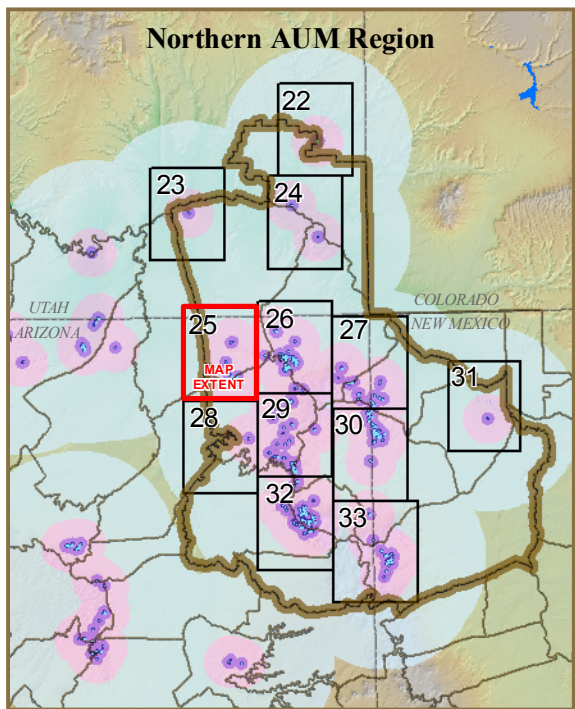 Northern AUM Region
22
23
24
UTAH
ARIZONA
COLORADO
NEW MEXICO
25
MAP
EXTENT
26
27
31
28
29
30
32
33